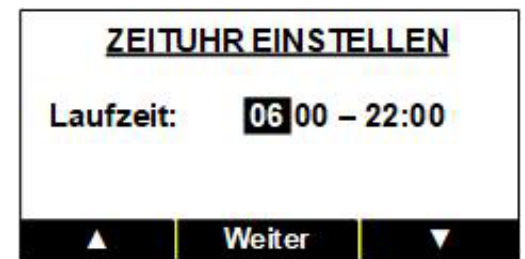 ZEITUHR EINSTELLEN
Laufzeit: 06 00 – 22:00
▲ Weiter ▼